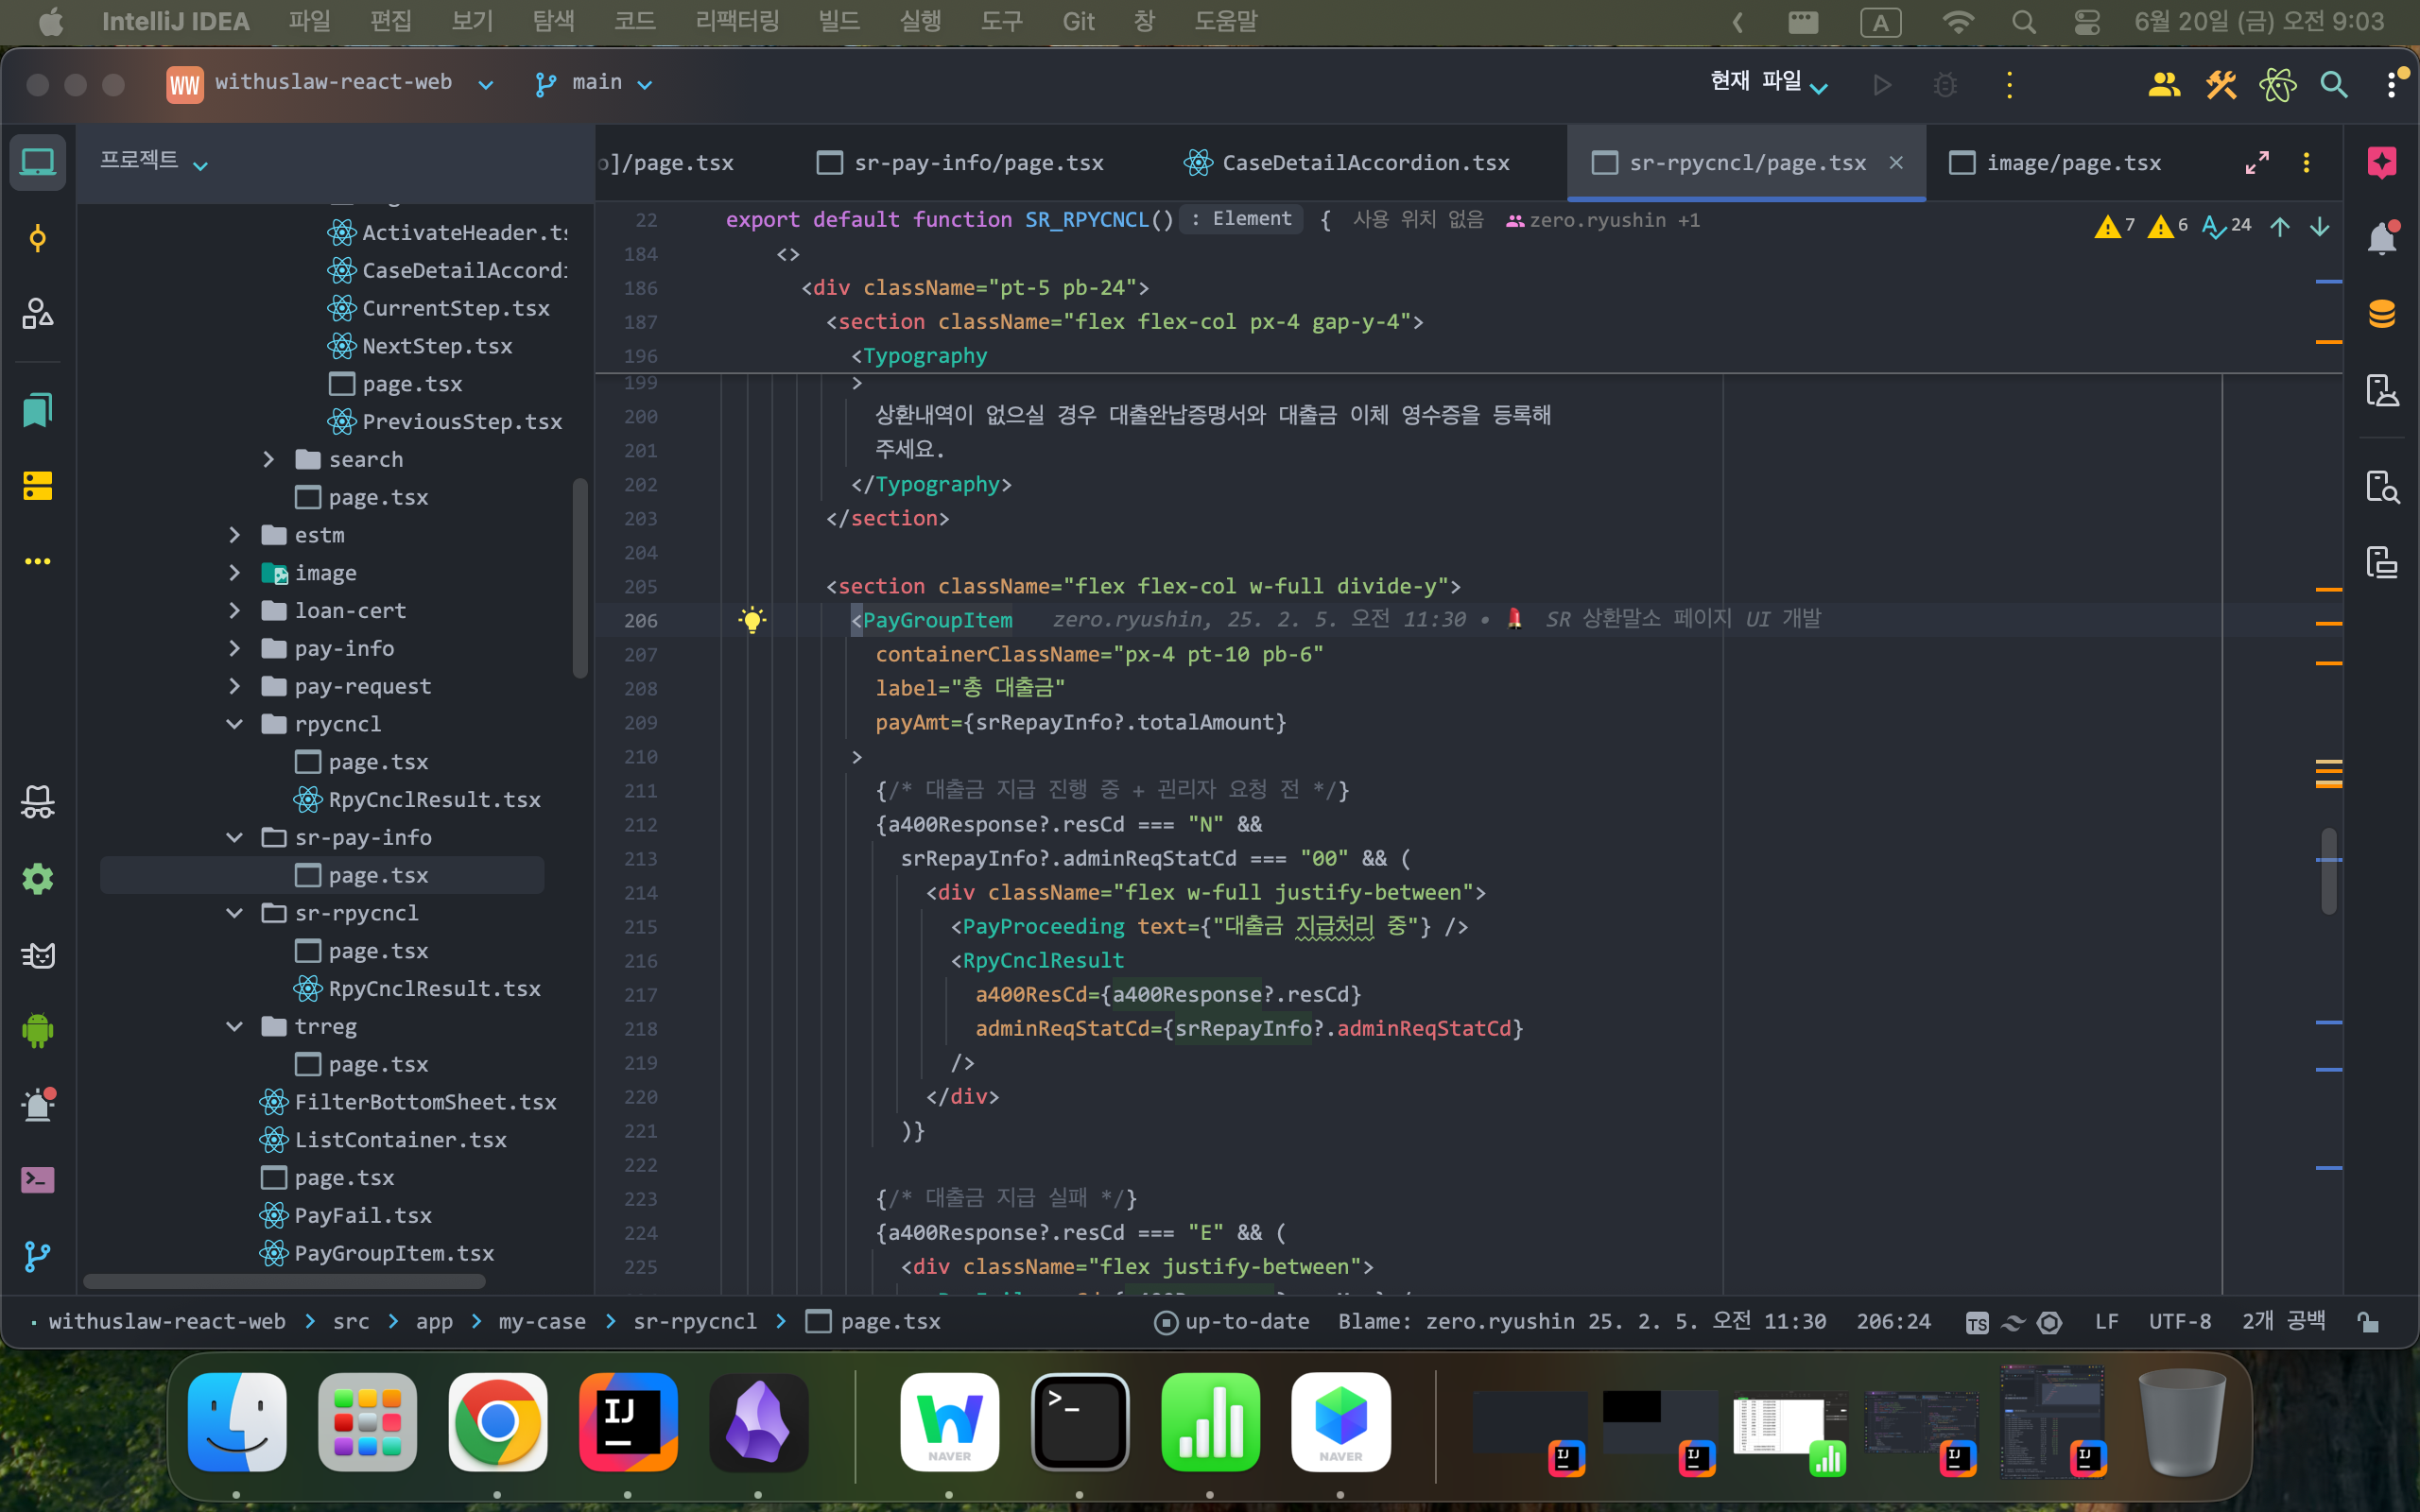 IntelliJ IDEA 파일 편집 보기 탐색 코드 리팩터링 빌드 실행 도구 Git 창 도움말 A 6월 20일 (금) 오전 9:03
WW withuslaw-react-web main 현재 파일
프로젝트
o]/page.tsx sr-pay-info/page.tsx CaseDetailAccordion.tsx sr-rpycncl/page.tsx image/page.tsx
ActivateHeader.ts
CaseDetailAccordi
CurrentStep.tsx
NextStep.tsx
page.tsx
PreviousStep.tsx
search
page.tsx
estm
image
loan-cert
pay-info
pay-request
rpycncl
page.tsx
RpyCnclResult.tsx
sr-pay-info
page.tsx
sr-rpycncl
page.tsx
RpyCnclResult.tsx
trreg
page.tsx
FilterBottomSheet.tsx
ListContainer.tsx
page.tsx
PayFail.tsx
PayGroupItem.tsx
22 export default function SR_RPYCNCL() : Element { 사용 위치 없음 zero.ryushin +1
7 6 24
184 <>
186 <div className="pt-5 pb-24">
187 <section className="flex flex-col px-4 gap-y-4">
196 <Typography
199 >
200 상환내역이 없으실 경우 대출완납증명서와 대출금 이체 영수증을 등록해
201 주세요.
202 </Typography>
203 </section>
204
205 <section className="flex flex-col w-full divide-y">
206 <PayGroupItem zero.ryushin, 25. 2. 5. 오전 11:30 • 💄 SR 상환말소 페이지 UI 개발
207 containerClassName="px-4 pt-10 pb-6"
208 label="총 대출금"
209 payAmt={srRepayInfo?.totalAmount}
210 >
211 {/* 대출금 지급 진행 중 + 괸리자 요청 전 */}
212 {a400Response?.resCd === "N" &&
213 srRepayInfo?.adminReqStatCd === "00" && (
214 <div className="flex w-full justify-between">
215 <PayProceeding text={"대출금 지급처리 중"} />
216 <RpyCnclResult
217 a400ResCd={a400Response?.resCd}
218 adminReqStatCd={srRepayInfo?.adminReqStatCd}
219 />
220 </div>
221 )}
222
223 {/* 대출금 지급 실패 */}
224 {a400Response?.resCd === "E" && (
225 <div className="flex justify-between">
withuslaw-react-web src app my-case sr-rpycncl page.tsx up-to-date Blame: zero.ryushin 25. 2. 5. 오전 11:30 206:24 TS LF UTF-8 2개 공백
IJ NAVER >_ NAVER IJ IJ IJ IJ